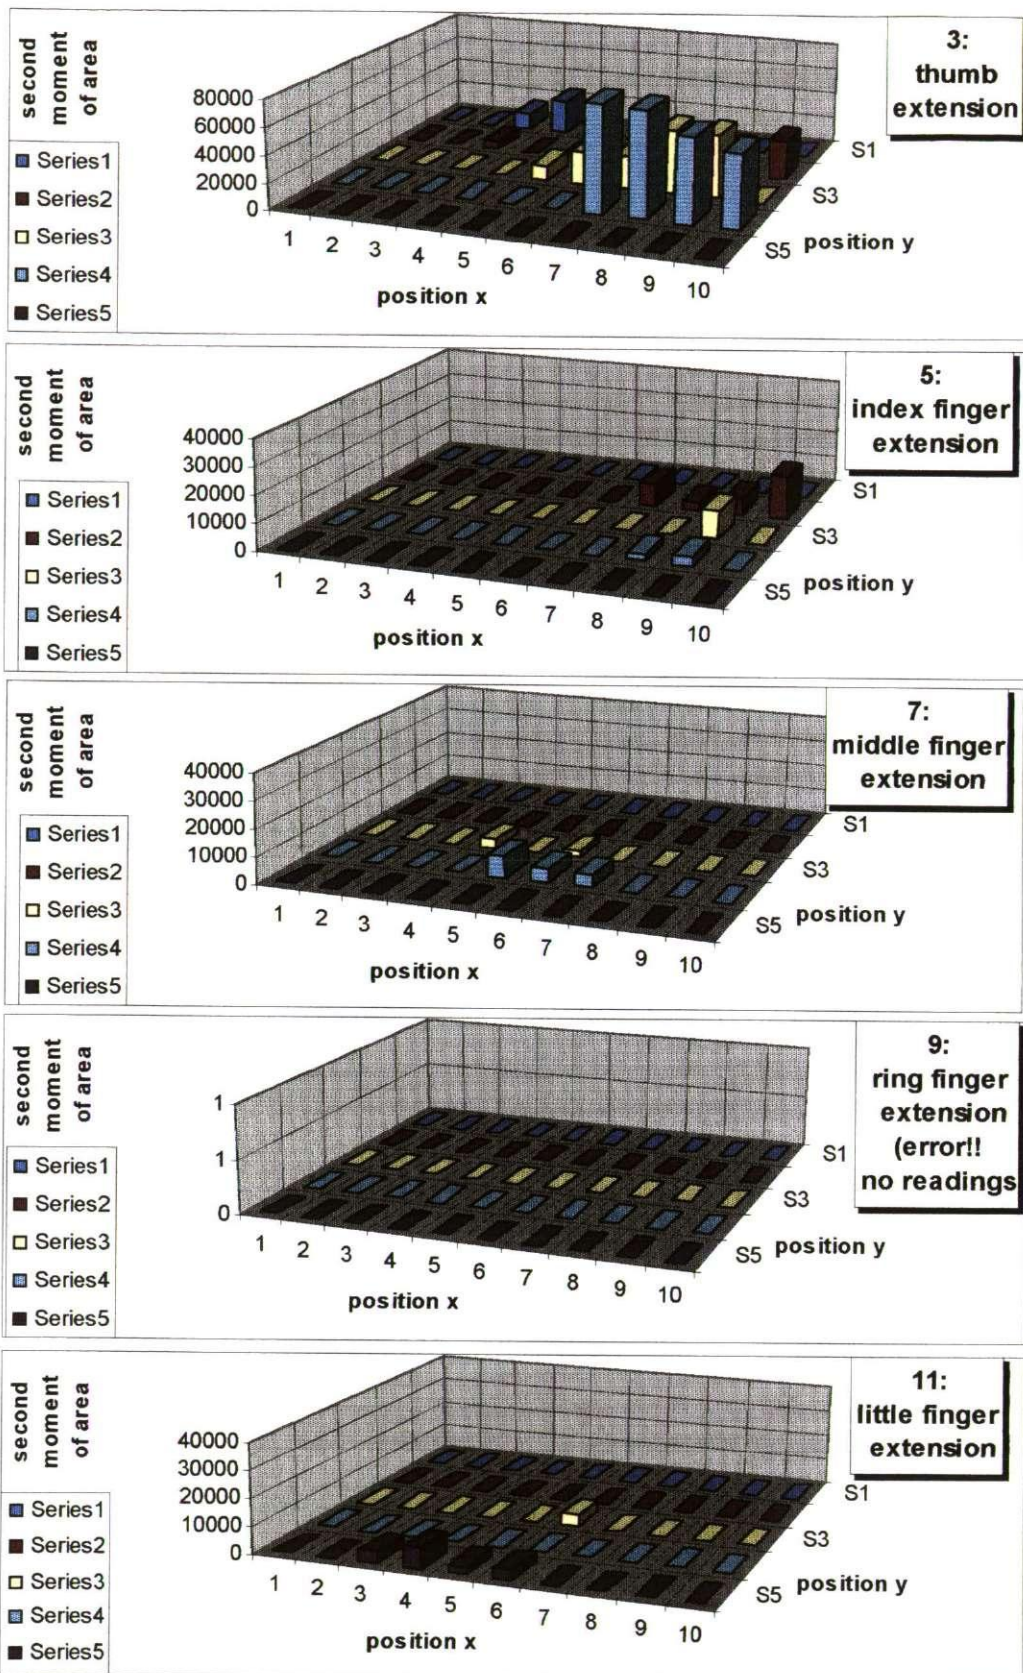 second
moment
of area
3:
thumb
extension
80000
60000
40000
20000
0
Series1
Series2
Series3
Series4
Series5
1 2 3 4 5 6 7 8 9 10
position x
S1
S3
S5 position y
second
moment
of area
5:
index finger
extension
40000
30000
20000
10000
0
Series1
Series2
Series3
Series4
Series5
1 2 3 4 5 6 7 8 9 10
position x
S1
S3
S5 position y
second
moment
of area
7:
middle finger
extension
40000
30000
20000
10000
0
Series1
Series2
Series3
Series4
Series5
1 2 3 4 5 6 7 8 9 10
position x
S1
S3
S5 position y
second
moment
of area
9:
ring finger
extension
(error!!
no readings
1
1
0
Series1
Series2
Series3
Series4
Series5
1 2 3 4 5 6 7 8 9 10
position x
S1
S3
S5 position y
second
moment
of area
11:
little finger
extension
40000
30000
20000
10000
0
Series1
Series2
Series3
Series4
Series5
1 2 3 4 5 6 7 8 9 10
position x
S1
S3
S5 position y